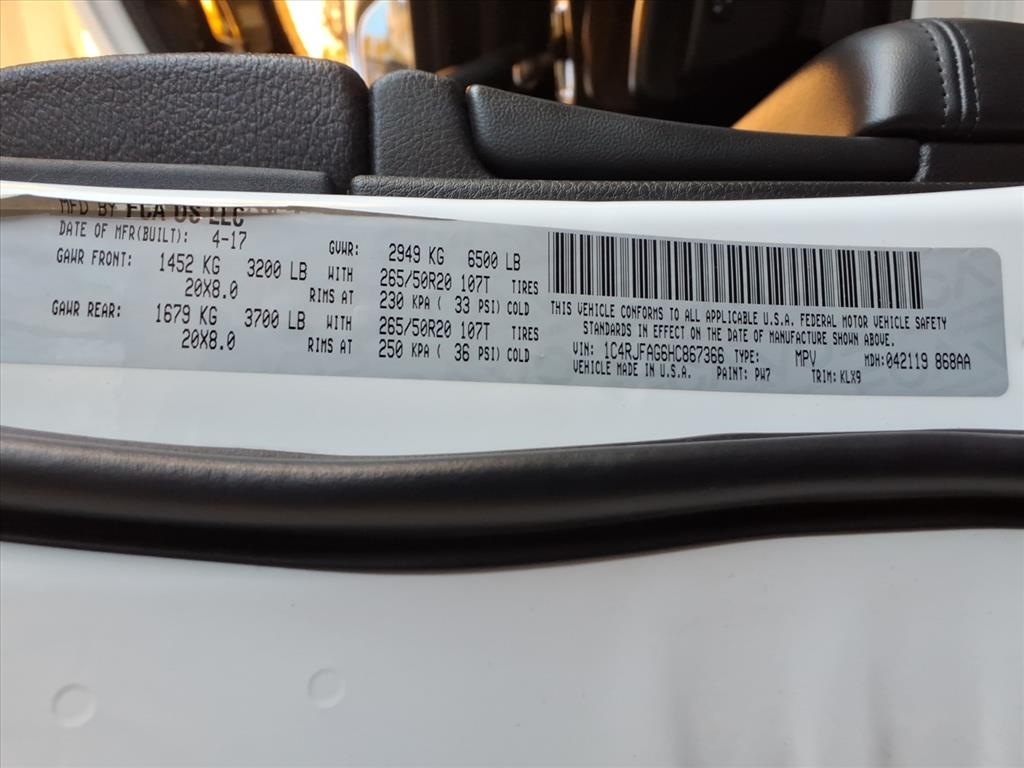 MFD BY FCA US LLC
DATE OF MFR(BUILT): 4-17 GVWR: 2949 KG 6500 LB
GAWR FRONT: 1452 KG 3200 LB WITH 265/50R20 107T TIRES
20X8.0 RIMS AT 230 KPA ( 33 PSI) COLD
GAWR REAR: 1679 KG 3700 LB WITH 265/50R20 107T TIRES
20X8.0 RIMS AT 250 KPA ( 36 PSI) COLD
THIS VEHICLE CONFORMS TO ALL APPLICABLE U.S.A. FEDERAL MOTOR VEHICLE SAFETY
STANDARDS IN EFFECT ON THE DATE OF MANUFACTURE SHOWN ABOVE.
VIN: 1C4RJFAG6HC867366 TYPE: MPV MDH:042119 868AA
VEHICLE MADE IN U.S.A. PAINT: PW7 TRIM: KLX9